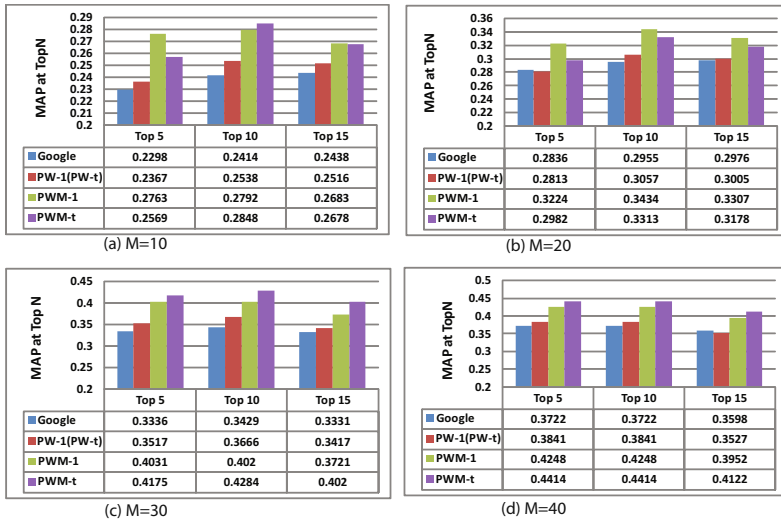 MAP at TopN
0.29
0.28
0.27
0.26
0.25
0.24
0.23
0.22
0.21
0.2
Top 5 Top 10 Top 15
Google 0.2298 0.2414 0.2438
PW-1(PW-t) 0.2367 0.2538 0.2516
PWM-1 0.2763 0.2792 0.2683
PWM-t 0.2569 0.2848 0.2678
(a) M=10
MAP at TopN
0.36
0.34
0.32
0.3
0.28
0.26
0.24
0.22
0.2
Top 5 Top 10 Top 15
Google 0.2836 0.2955 0.2976
PW-1(PW-t) 0.2813 0.3057 0.3005
PWM-1 0.3224 0.3434 0.3307
PWM-t 0.2982 0.3313 0.3178
(b) M=20
MAP at Top N
0.45
0.4
0.35
0.3
0.25
0.2
Top 5 Top 10 Top 15
Google 0.3336 0.3429 0.3331
PW-1(PW-t) 0.3517 0.3666 0.3417
PWM-1 0.4031 0.402 0.3721
PWM-t 0.4175 0.4284 0.402
(c) M=30
MAP at TopN
0.5
0.45
0.4
0.35
0.3
0.25
0.2
Top 5 Top 10 Top 15
Google 0.3722 0.3722 0.3598
PW-1(PW-t) 0.3841 0.3841 0.3527
PWM-1 0.4248 0.4248 0.3952
PWM-t 0.4414 0.4414 0.4122
(d) M=40